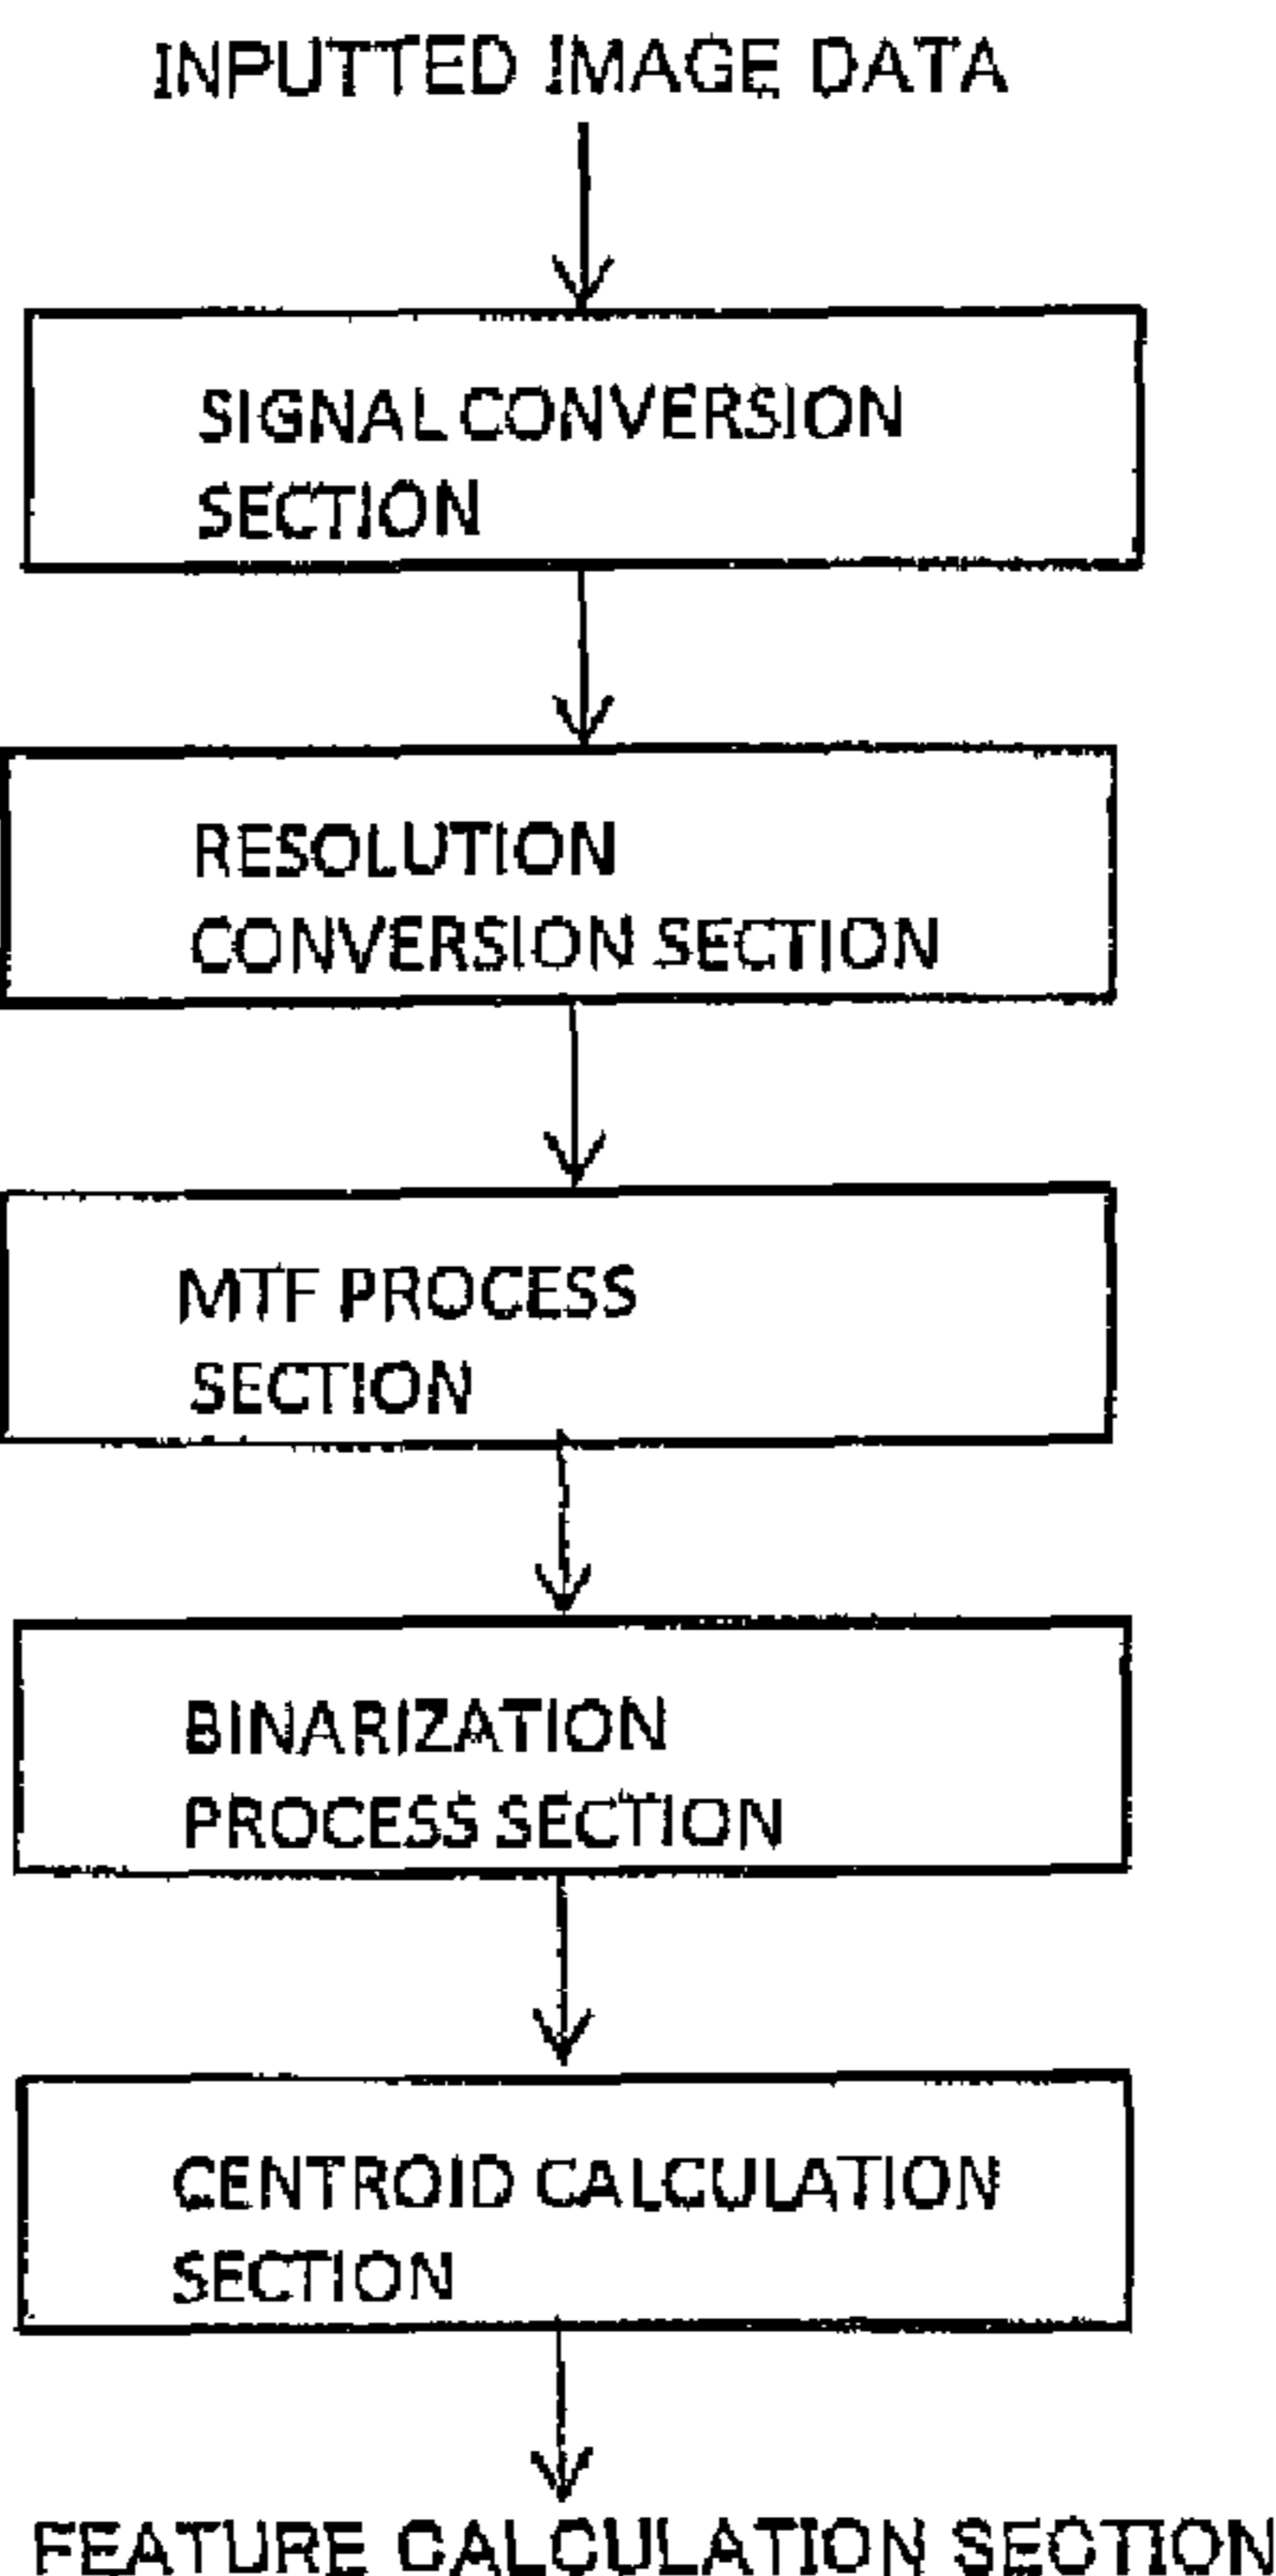 INPUTTED IMAGE DATA
SIGNAL CONVERSION
SECTION
RESOLUTION
CONVERSION SECTION
MTF PROCESS
SECTION
BINARIZATION
PROCESS SECTION
CENTROID CALCULATION
SECTION
FEATURE CALCULATION SECTION